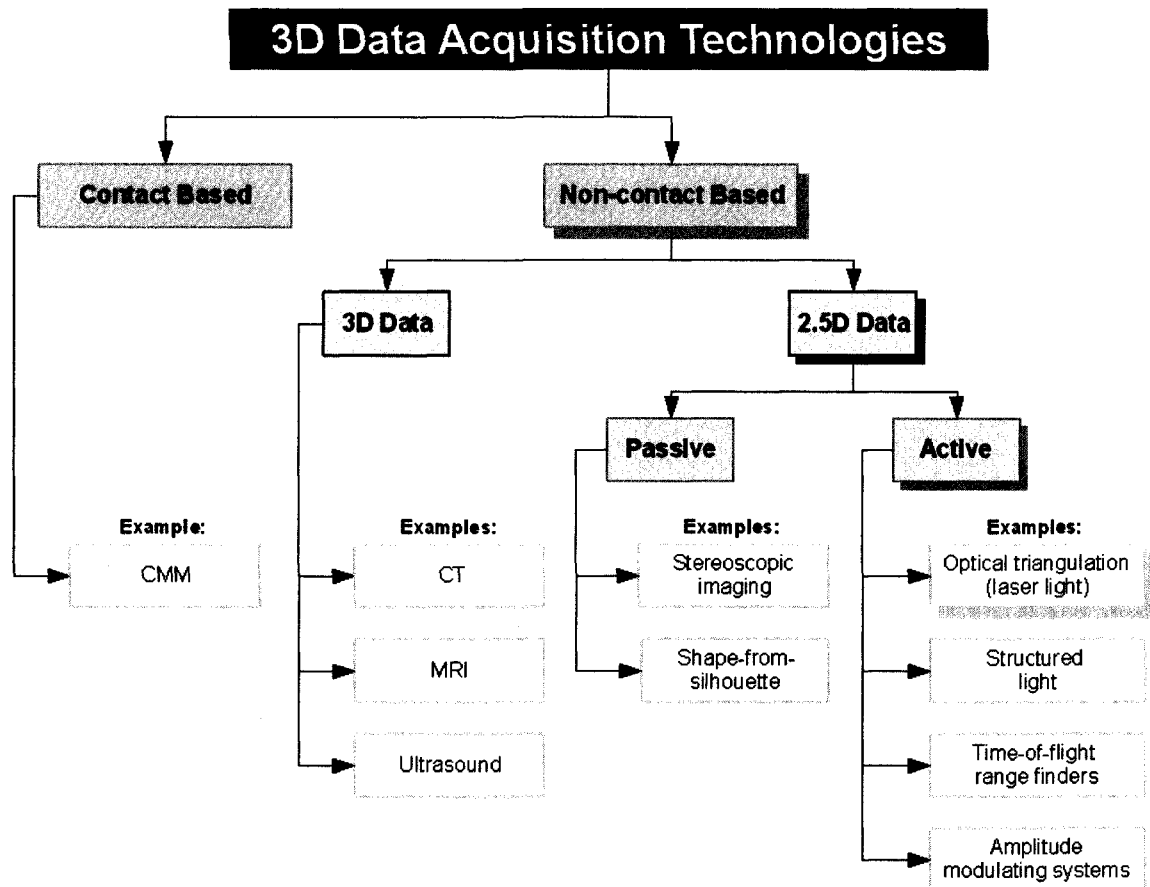 3D Data Acquisition Technologies
Contact Based
Non-contact Based
3D Data
2.5D Data
Passive
Active
Example:
CMM
Examples:
CT
MRI
Ultrasound
Examples:
Stereoscopic
imaging
Shape-from-
silhouette
Examples:
Optical triangulation
(laser light)
Structured
light
Time-of-flight
range finders
Amplitude
modulating systems